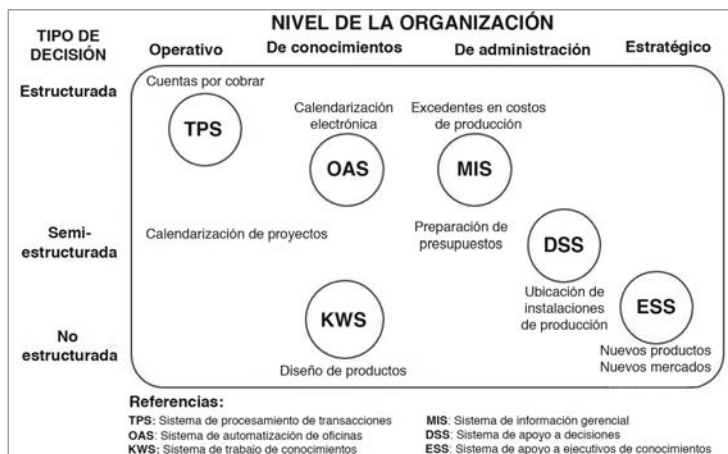 NIVEL DE LA ORGANIZACIÓN
TIPO DE
DECISIÓN
Operativo De conocimientos De administración Estratégico
Estructurada
Cuentas por cobrar
TPS
Calendarización
electrónica
OAS
Excedentes en costos
de producción
MIS
Semi-
estructurada
Calendarización de proyectos
Preparación de
presupuestos
DSS
Ubicación de
instalaciones
de producción
KWS
ESS
No
estructurada
Diseño de productos
Nuevos productos
Nuevos mercados
Referencias:
TPS: Sistema de procesamiento de transacciones
OAS: Sistema de automatización de oficinas
KWS: Sistema de trabajo de conocimientos
MIS: Sistema de información gerencial
DSS: Sistema de apoyo a decisiones
ESS: Sistema de apoyo a ejecutivos de conocimientos